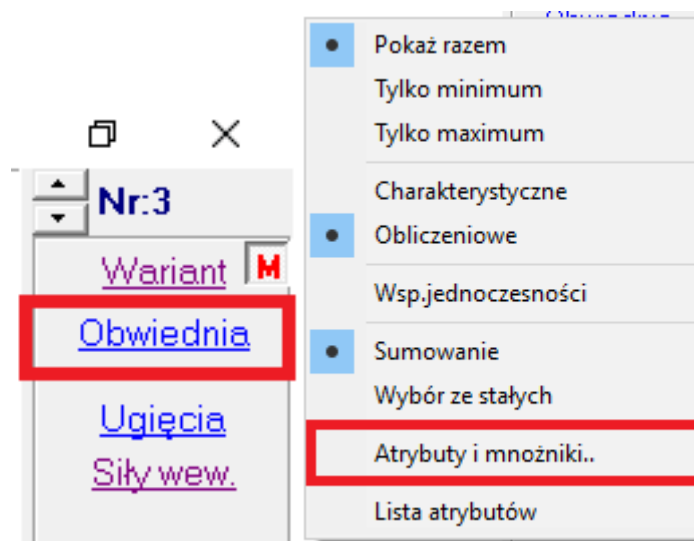 Nr:3
Wariant M
Obwiednia
Ugięcia
Siły wew.
Pokaż razem
Tylko minimum
Tylko maximum
Charakterystyczne
Obliczeniowe
Wsp.jednoczesności
Sumowanie
Wybór ze stałych
Atrybuty i mnożniki..
Lista atrybutów